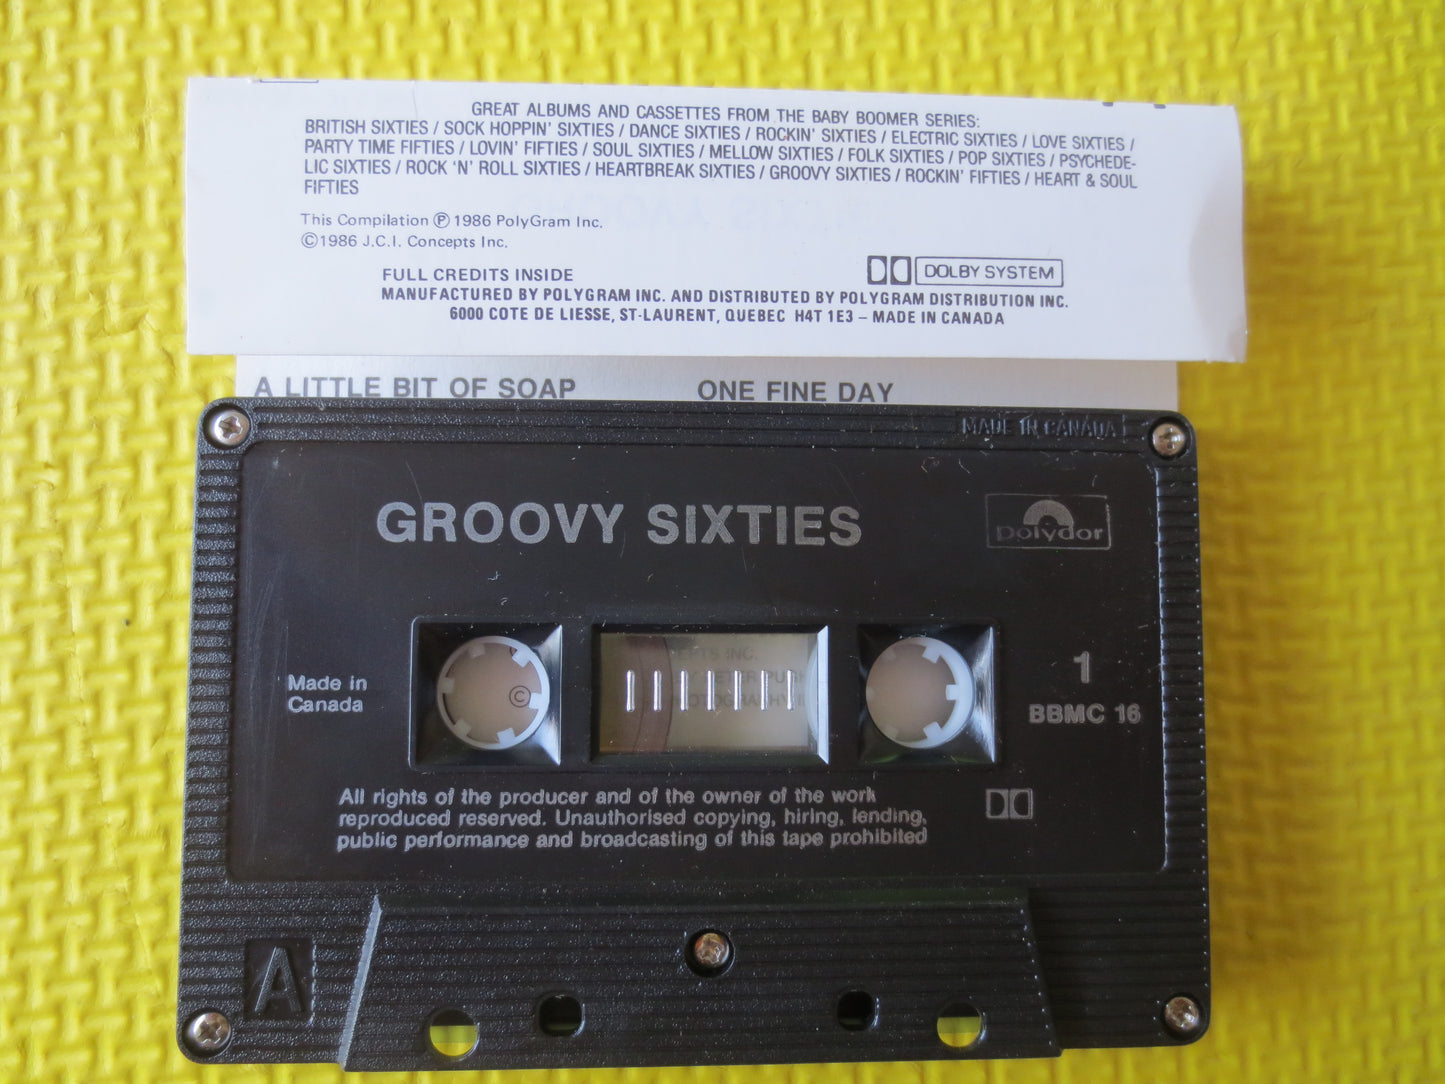 GREAT ALBUMS AND CASSETTES FROM THE BABY BOOMER SERIES:
BRITISH SIXTIES / SOCK HOPPIN' SIXTIES / DANCE SIXTIES / ROCKIN' SIXTIES / ELECTRIC SIXTIES / LOVE SIXTIES /
PARTY TIME FIFTIES / LOVIN' FIFTIES / SOUL SIXTIES / MELLOW SIXTIES / FOLK SIXTIES / POP SIXTIES / PSYCHEDE-
LIC SIXTIES / ROCK 'N' ROLL SIXTIES / HEARTBREAK SIXTIES / GROOVY SIXTIES / ROCKIN' FIFTIES / HEART & SOUL
FIFTIES
This Compilation ℗ 1986 PolyGram Inc.
©1986 J.C.I. Concepts Inc.
FULL CREDITS INSIDE
DOLBY SYSTEM
MANUFACTURED BY POLYGRAM INC. AND DISTRIBUTED BY POLYGRAM DISTRIBUTION INC.
6000 COTE DE LIESSE, ST-LAURENT, QUEBEC H4T 1E3 – MADE IN CANADA
A LITTLE BIT OF SOAP ONE FINE DAY
MADE IN CANADA
GROOVY SIXTIES
polydor
Made in
Canada
©
INC.
1
BBMC 16
All rights of the producer and of the owner of the work
reproduced reserved. Unauthorised copying, hiring, lending,
public performance and broadcasting of this tape prohibited
A